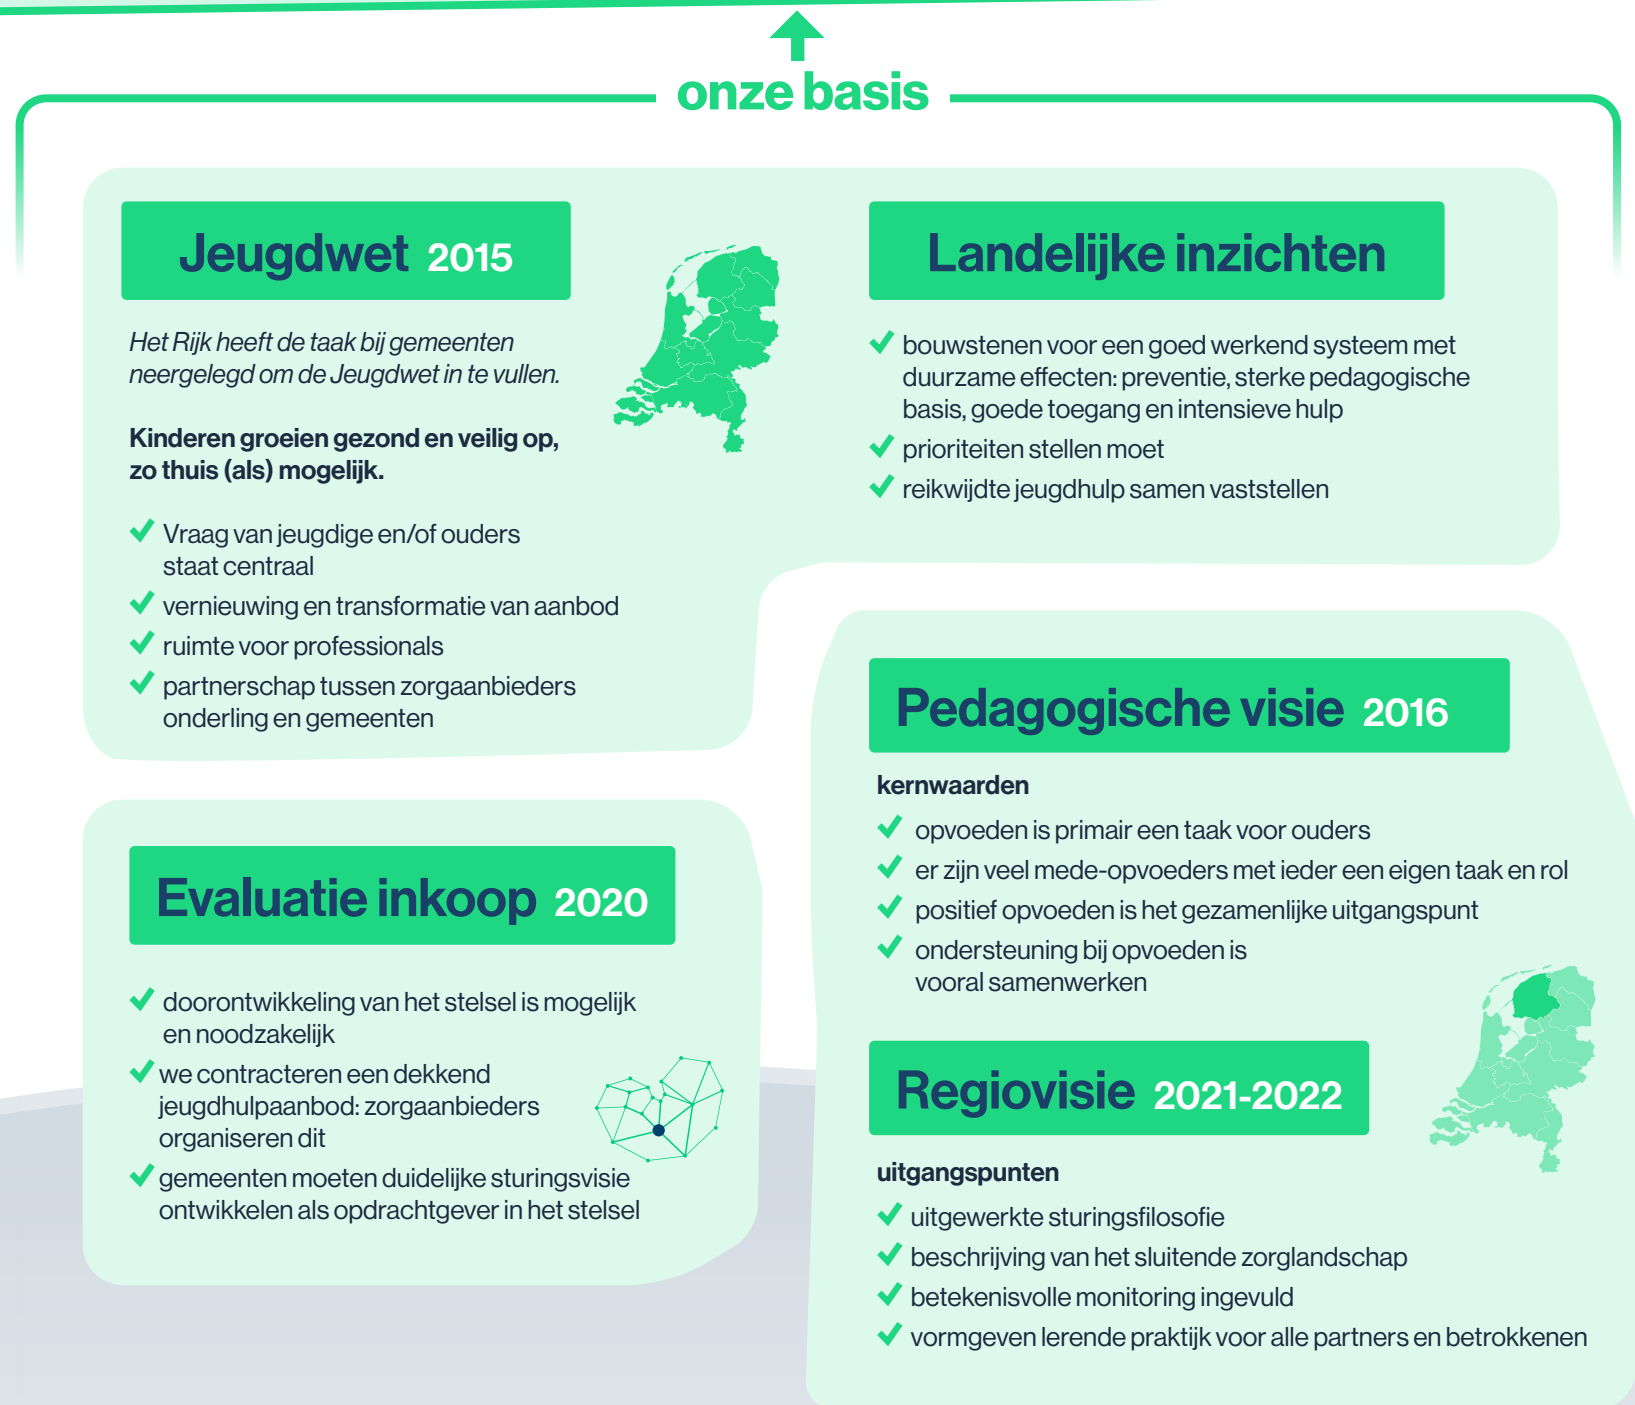 onze basis
Jeugdwet 2015
Het Rijk heeft de taak bij gemeenten
neergelegd om de Jeugdwet in te vullen.
Kinderen groeien gezond en veilig op,
zo thuis (als) mogelijk.
Vraag van jeugdige en/of ouders
staat centraal
vernieuwing en transformatie van aanbod
ruimte voor professionals
partnerschap tussen zorgaanbieders
onderling en gemeenten
Landelijke inzichten
bouwstenen voor een goed werkend systeem met
duurzame effecten: preventie, sterke pedagogische
basis, goede toegang en intensieve hulp
prioriteiten stellen moet
reikwijdte jeugdhulp samen vaststellen
Evaluatie inkoop 2020
doorontwikkeling van het stelsel is mogelijk
en noodzakelijk
we contracteren een dekkend
jeugdhulpaanbod: zorgaanbieders
organiseren dit
gemeenten moeten duidelijke sturingsvisie
ontwikkelen als opdrachtgever in het stelsel
Pedagogische visie 2016
kernwaarden
opvoeden is primair een taak voor ouders
er zijn veel mede-opvoeders met ieder een eigen taak en rol
positief opvoeden is het gezamenlijke uitgangspunt
ondersteuning bij opvoeden is
vooral samenwerken
Regiovisie 2021-2022
uitgangspunten
uitgewerkte sturingsfilosofie
beschrijving van het sluitende zorglandschap
betekenisvolle monitoring ingevuld
vormgeven lerende praktijk voor alle partners en betrokkenen